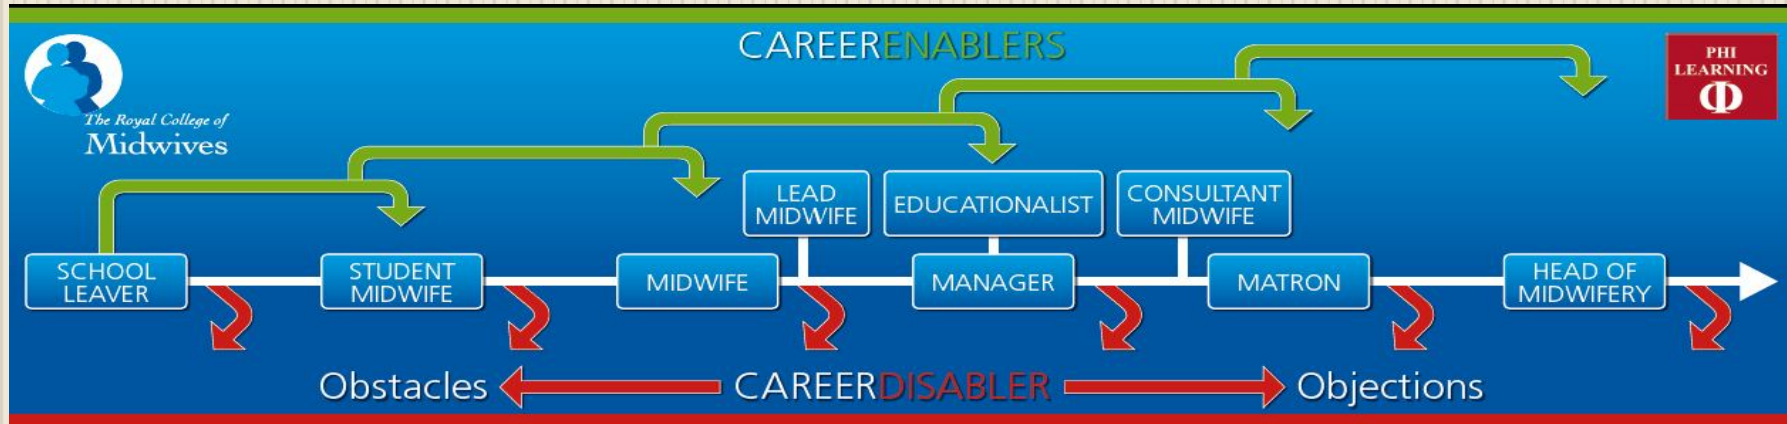 CAREERENABLERS
The Royal College of
Midwives
PHI
LEARNING
Φ
LEAD
MIDWIFE
EDUCATIONALIST
CONSULTANT
MIDWIFE
SCHOOL
LEAVER
STUDENT
MIDWIFE
MIDWIFE
MANAGER
MATRON
HEAD OF
MIDWIFERY
Obstacles
CAREERDISABLER
Objections